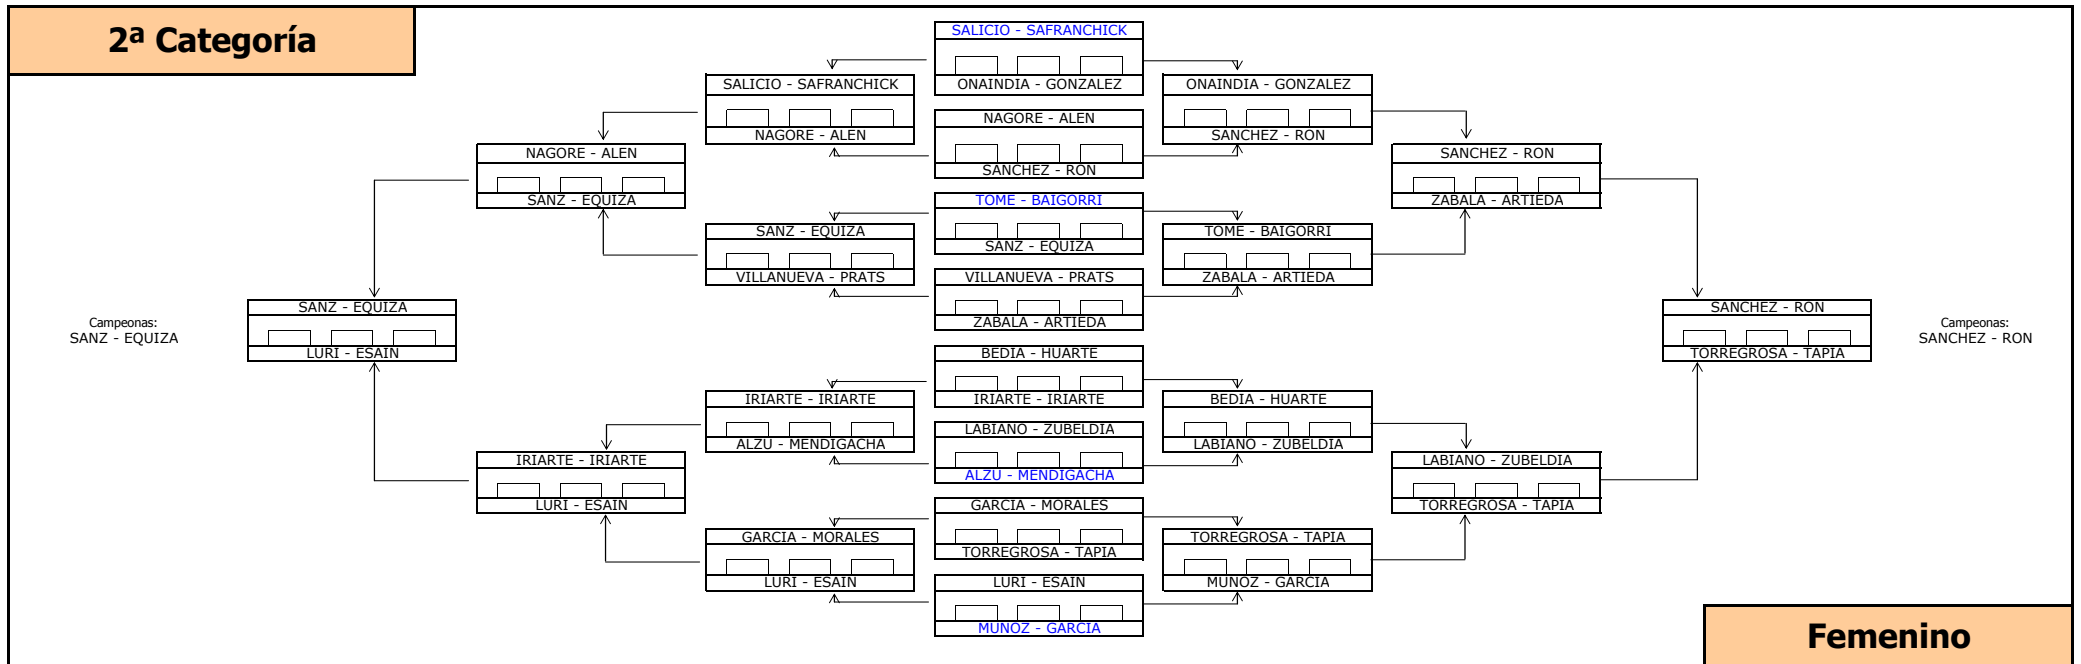 2ª Categoría
SALICIO - SAFRANCHICK
ONAINDIA - GONZALEZ
SALICIO - SAFRANCHICK
NAGORE - ALEN
ONAINDIA - GONZALEZ
SANCHEZ - RON
NAGORE - ALEN
SANCHEZ - RON
NAGORE - ALEN
SANZ - EQUIZA
SANCHEZ - RON
ZABALA - ARTIEDA
TOME - BAIGORRI
SANZ - EQUIZA
SANZ - EQUIZA
VILLANUEVA - PRATS
TOME - BAIGORRI
ZABALA - ARTIEDA
VILLANUEVA - PRATS
ZABALA - ARTIEDA
Campeonas:
SANZ - EQUIZA
SANZ - EQUIZA
LURI - ESAIN
SANCHEZ - RON
TORREGROSA - TAPIA
Campeonas:
SANCHEZ - RON
BEDIA - HUARTE
IRIARTE - IRIARTE
IRIARTE - IRIARTE
ALZU - MENDIGACHA
BEDIA - HUARTE
LABIANO - ZUBELDIA
LABIANO - ZUBELDIA
ALZU - MENDIGACHA
IRIARTE - IRIARTE
LURI - ESAIN
LABIANO - ZUBELDIA
TORREGROSA - TAPIA
GARCIA - MORALES
TORREGROSA - TAPIA
GARCIA - MORALES
LURI - ESAIN
TORREGROSA - TAPIA
MUÑOZ - GARCIA
LURI - ESAIN
MUÑOZ - GARCIA
Femenino